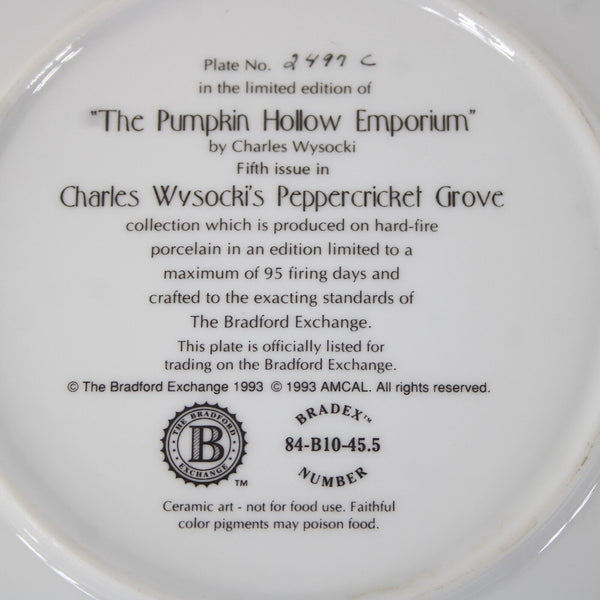 Plate No. 2497 C
in the limited edition of
"The Pumpkin Hollow Emporium"
by Charles Wysocki
Fifth issue in
Charles Wysocki's Peppercricket Grove
collection which is produced on hard-fire
porcelain in an edition limited to a
maximum of 95 firing days and
crafted to the exacting standards of
The Bradford Exchange.
This plate is officially listed for
trading on the Bradford Exchange.
© The Bradford Exchange 1993 © 1993 AMCAL. All rights reserved.
THE BRADFORD
B
EXCHANGE
TM
BRADEX™
84-B10-45.5
NUMBER
Ceramic art - not for food use. Faithful
color pigments may poison food.